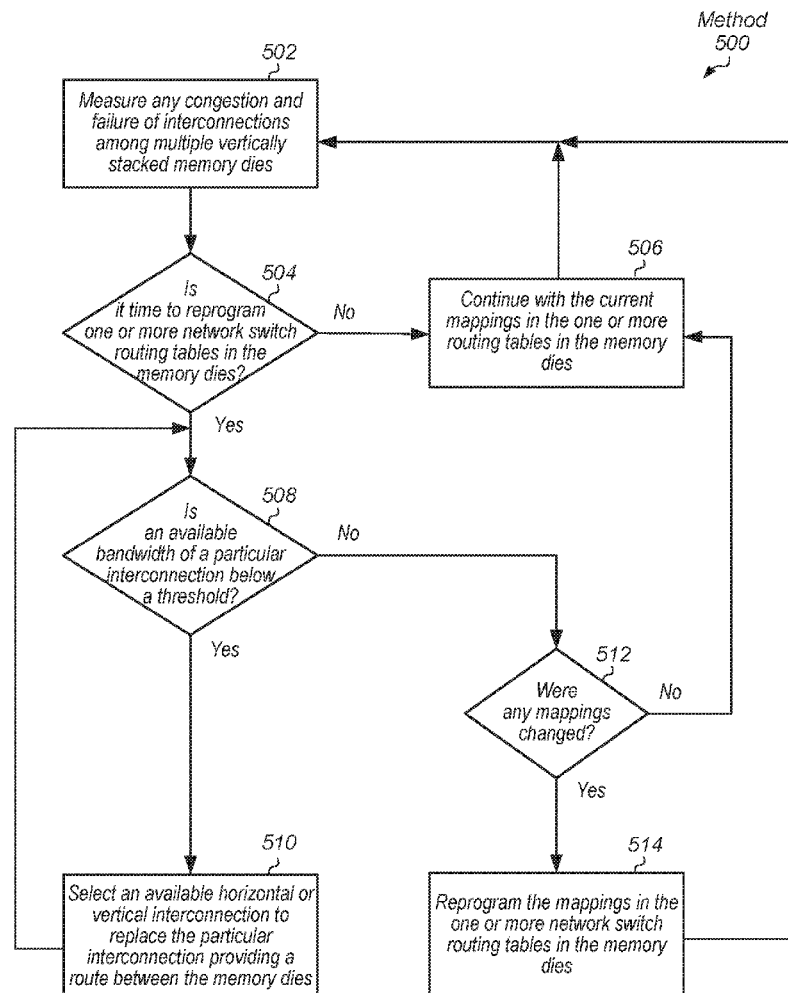 Method
500
502
Measure any congestion and
failure of interconnections
among multiple vertically
stacked memory dies
504
Is
it time to reprogram
one or more network switch
routing tables in the
memory dies?
No
506
Continue with the current
mappings in the one or more
routing tables in the memory
dies
Yes
508
Is
an available
bandwidth of a particular
interconnection below
a threshold?
No
Yes
512
Were
any mappings
changed?
No
Yes
510
Select an available horizontal or
vertical interconnection to
replace the particular
interconnection providing a
route between the memory dies
514
Reprogram the mappings in the
one or more network switch
routing tables in the memory
dies